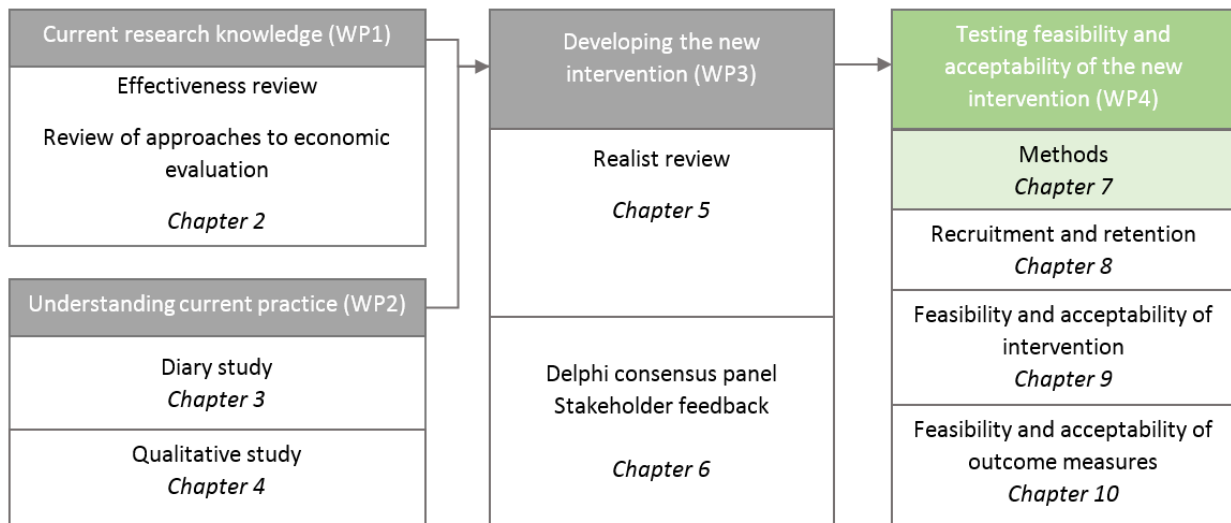 Current research knowledge (WP1)
Effectiveness review
Review of approaches to economic
evaluation
Chapter 2
Understanding current practice (WP2)
Diary study
Chapter 3
Qualitative study
Chapter 4
Developing the new
intervention (WP3)
Realist review
Chapter 5
Delphi consensus panel
Stakeholder feedback
Chapter 6
Testing feasibility and
acceptability of the new
intervention (WP4)
Methods
Chapter 7
Recruitment and retention
Chapter 8
Feasibility and acceptability of
intervention
Chapter 9
Feasibility and acceptability of
outcome measures
Chapter 10